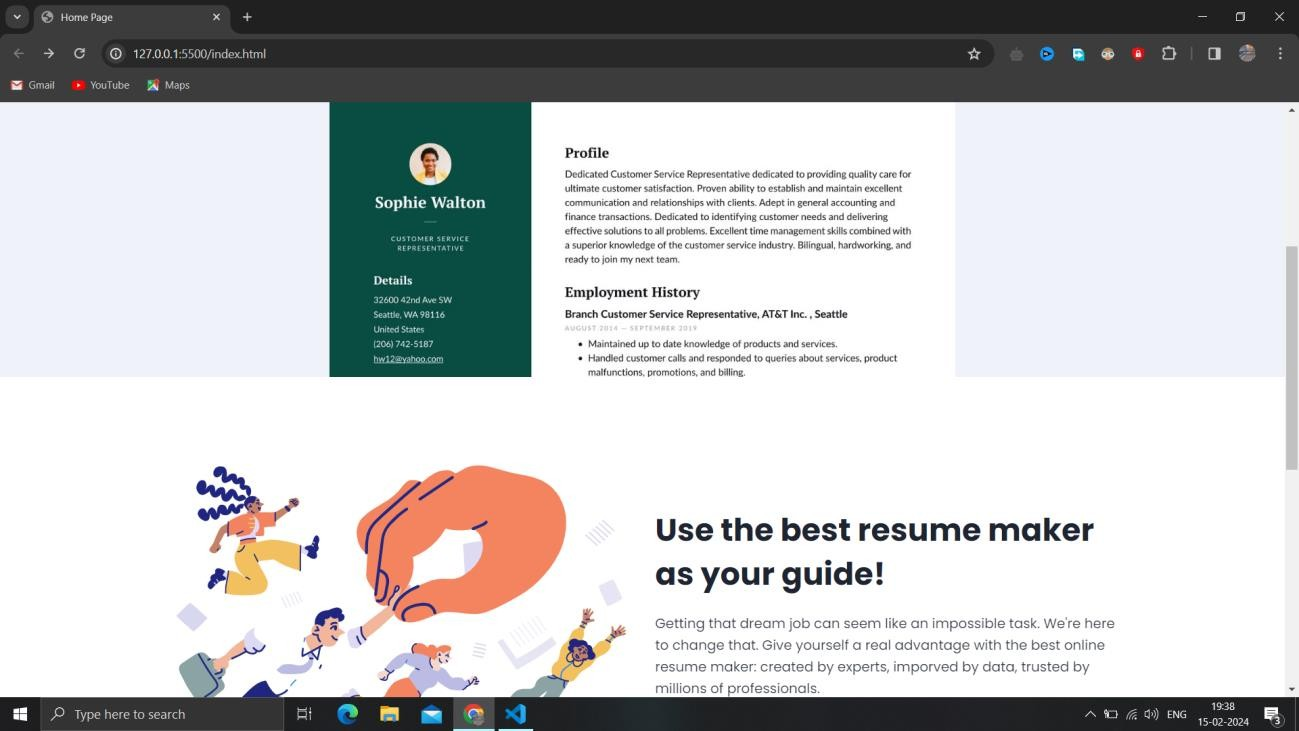 Home Page
127.0.0.1:5500/index.html
Gmail
YouTube
Maps
Sophie Walton
CUSTOMER SERVICE
REPRESENTATIVE
Details
32600 42nd Ave SW
Seattle, WA 98116
United States
(206) 742-5187
hw12@yahoo.com
Profile
Dedicated Customer Service Representative dedicated to providing quality care for
ultimate customer satisfaction. Proven ability to establish and maintain excellent
communication and relationships with clients. Adept in general accounting and
finance transactions. Dedicated to identifying customer needs and delivering
effective solutions to all problems. Excellent time management skills combined with
a superior knowledge of the customer service industry. Bilingual, hardworking, and
ready to join my next team.
Employment History
Branch Customer Service Representative, AT&T Inc. , Seattle
AUGUST 2014 — SEPTEMBER 2019
• Maintained up to date knowledge of products and services.
• Handled customer calls and responded to queries about services, product
malfunctions, promotions, and billing.
Use the best resume maker
as your guide!
Getting that dream job can seem like an impossible task. We're here
to change that. Give yourself a real advantage with the best online
resume maker: created by experts, imporved by data, trusted by
millions of professionals.
Type here to search
ENG
19:38
15-02-2024
3